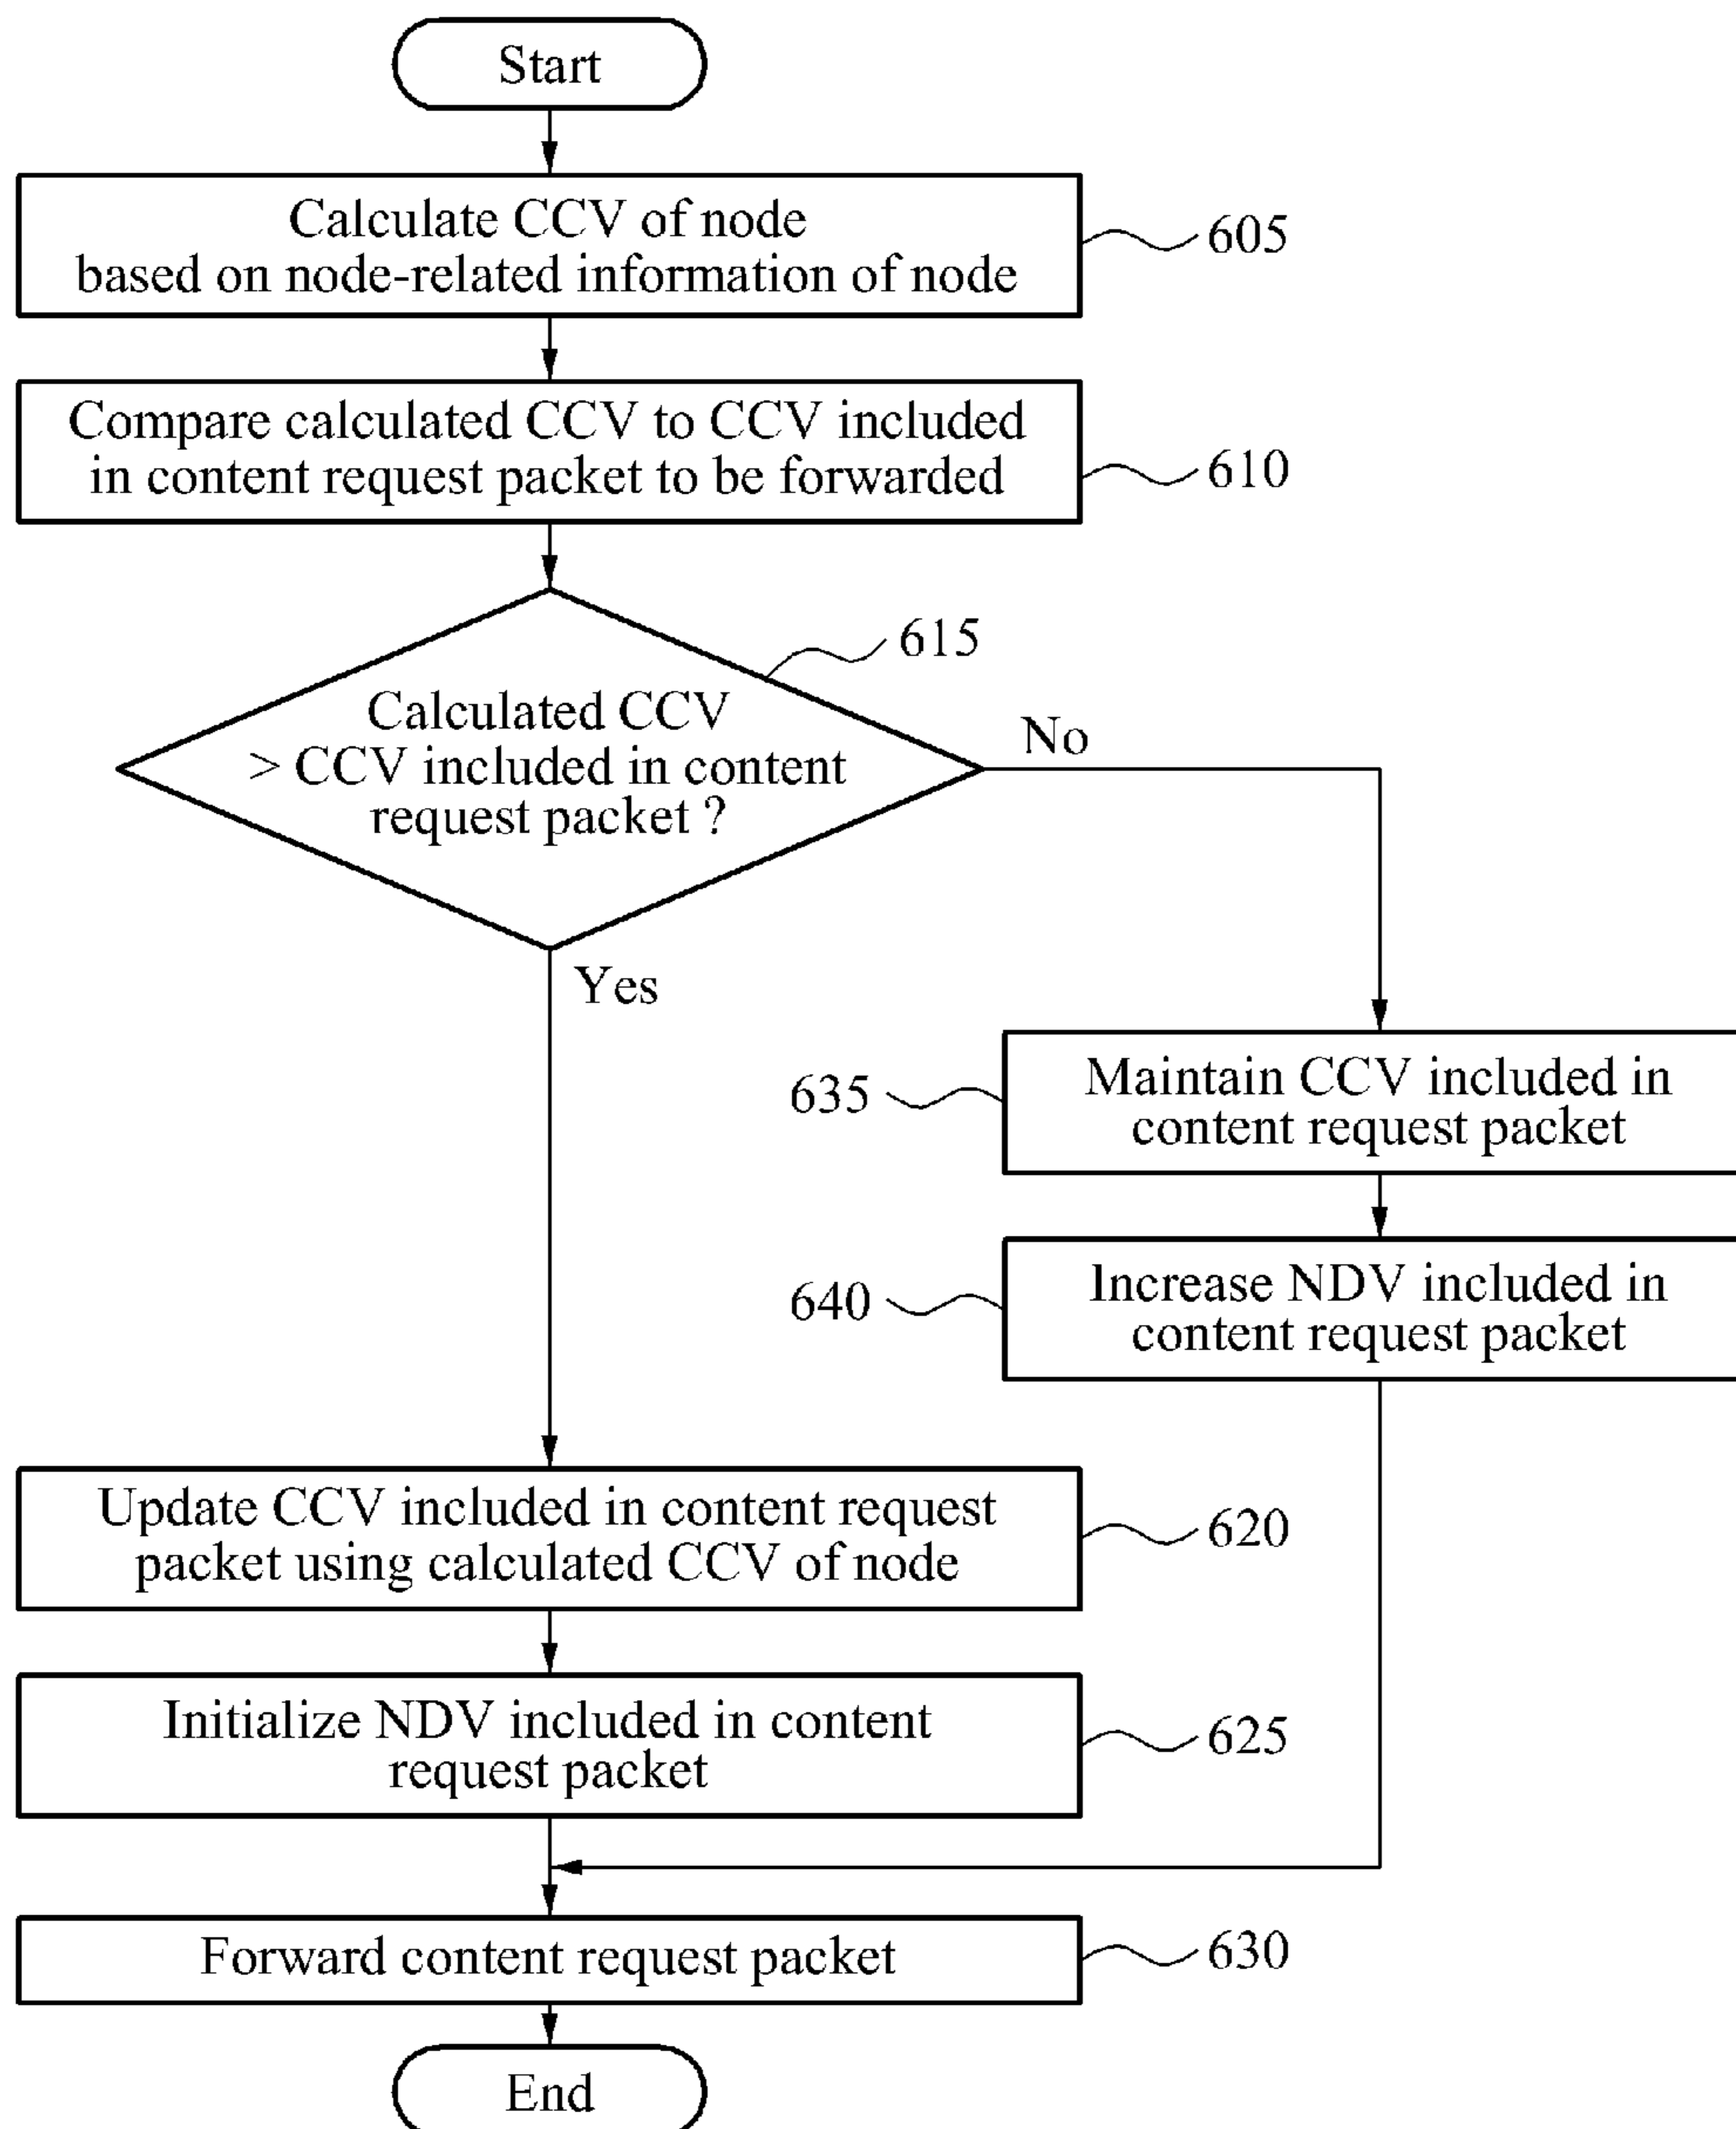 Start
Calculate CCV of node
based on node-related information of node
605
Compare calculated CCV to CCV included
in content request packet to be forwarded
610
615
Calculated CCV
> CCV included in content
request packet ?
No
Yes
635
Maintain CCV included in
content request packet
640
Increase NDV included in
content request packet
Update CCV included in content request
packet using calculated CCV of node
620
Initialize NDV included in content
request packet
625
Forward content request packet
630
End